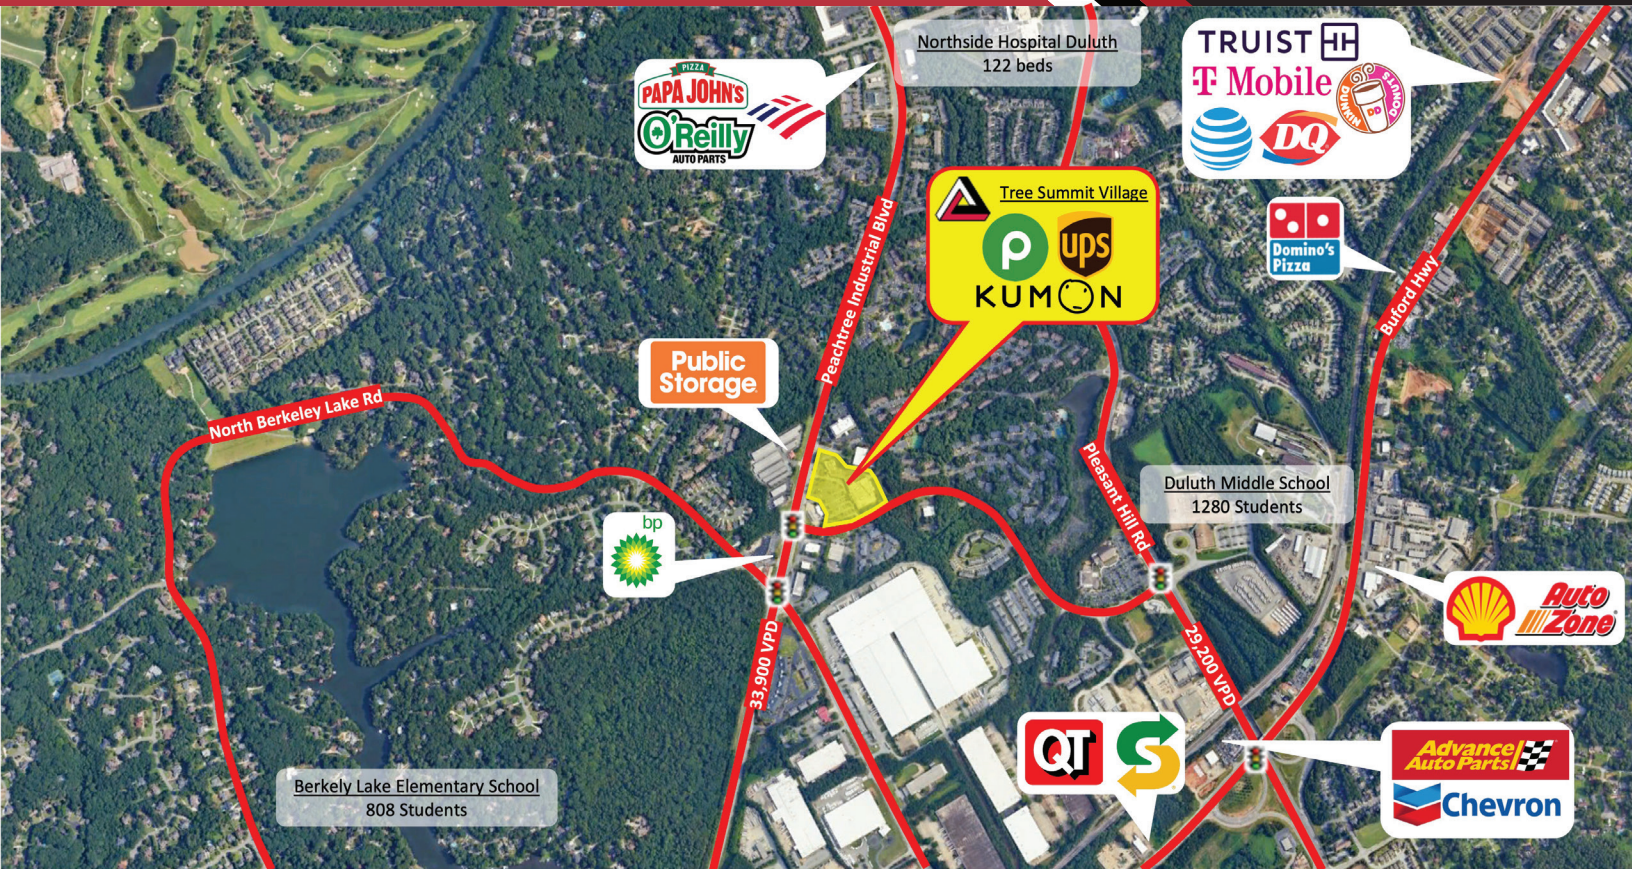 Northside Hospital Duluth
122 beds
TRUIST
T Mobile
DUNKIN
DONUTS
DD
DQ
PIZZA
PAPA JOHN'S
O'Reilly
AUTO PARTS
Tree Summit Village
P
ups
KUMON
Domino's
Pizza
Peachtree Industrial Blvd
Buford Hwy
Public
Storage
North Berkeley Lake Rd
Pleasant Hill Rd
Duluth Middle School
1280 Students
bp
Auto
Zone
33,900 VPD
29,200 VPD
QT
S
Advance
Auto Parts
Chevron
Berkely Lake Elementary School
808 Students